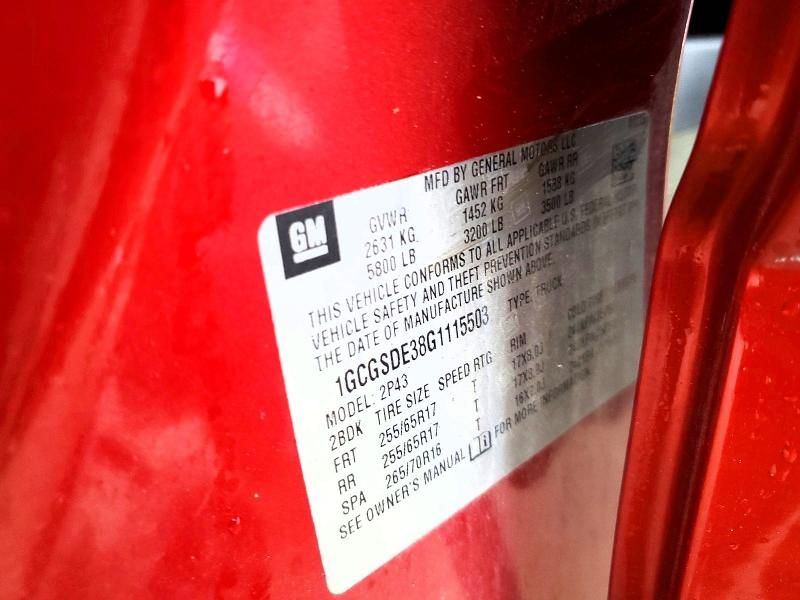 GM
MFD BY GENERAL MOTORS LLC
GVWR GAWR FRT GAWR RR
2631 KG 1452 KG 1588 KG
5800 LB 3200 LB 3500 LB
THIS VEHICLE CONFORMS TO ALL APPLICABLE U.S. FEDERAL
VEHICLE SAFETY AND THEFT PREVENTION STANDARDS IN EFFECT ON
THE DATE OF MANUFACTURE SHOWN ABOVE.
1GCGSDE38G1115503 TYPE: TRUCK
MODEL: 2P43
2BDK TIRE SIZE SPEED RTG RIM
FRT 255/65R17 T 17X8.0J
RR 255/65R17 T 17X8.0J
SPA 265/70R16 T 16X7.0J
SEE OWNER'S MANUAL FOR MORE INFORMATION